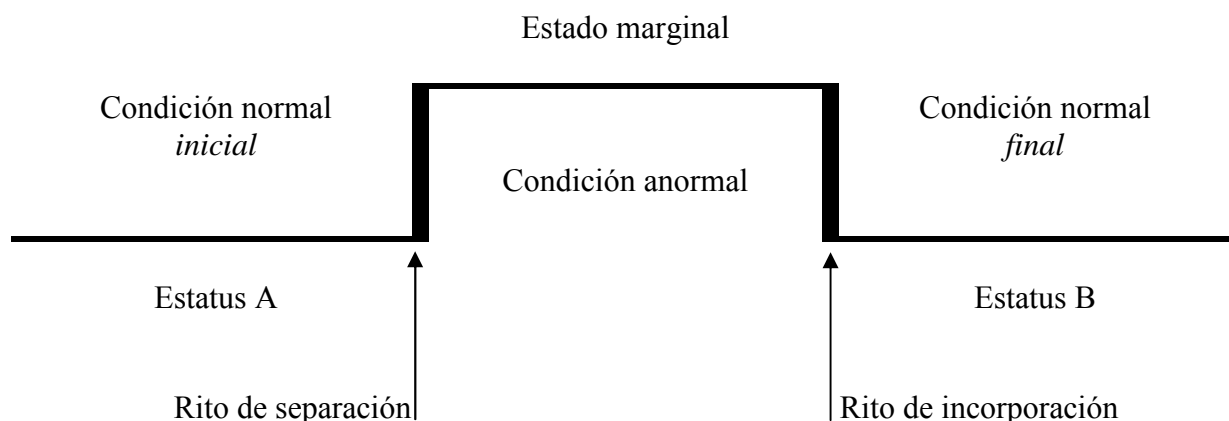 Estado marginal
Condición normal
inicial
Condición anormal
Condición normal
final
Estatus A
Estatus B
Rito de separación
Rito de incorporación